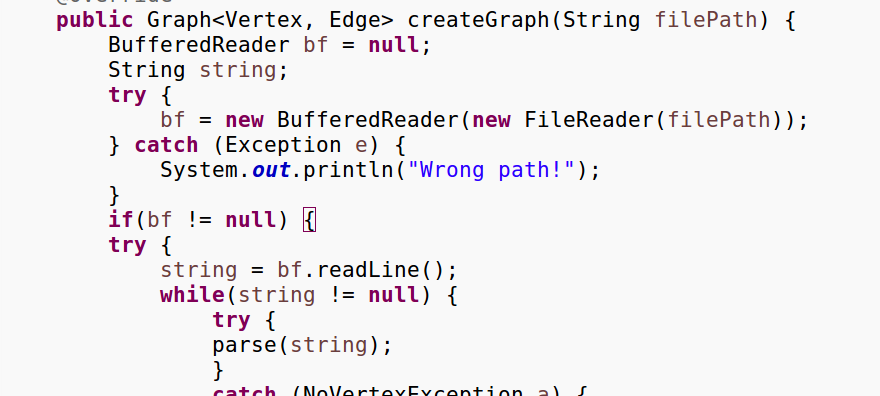 @Override
public Graph<Vertex, Edge> createGraph(String filePath) {
BufferedReader bf = null;
String string;
try {
bf = new BufferedReader(new FileReader(filePath));
} catch (Exception e) {
System.out.println("Wrong path!");
}
if(bf != null) {
try {
string = bf.readLine();
while(string != null) {
try {
parse(string);
}
catch (NoVertexException a) {